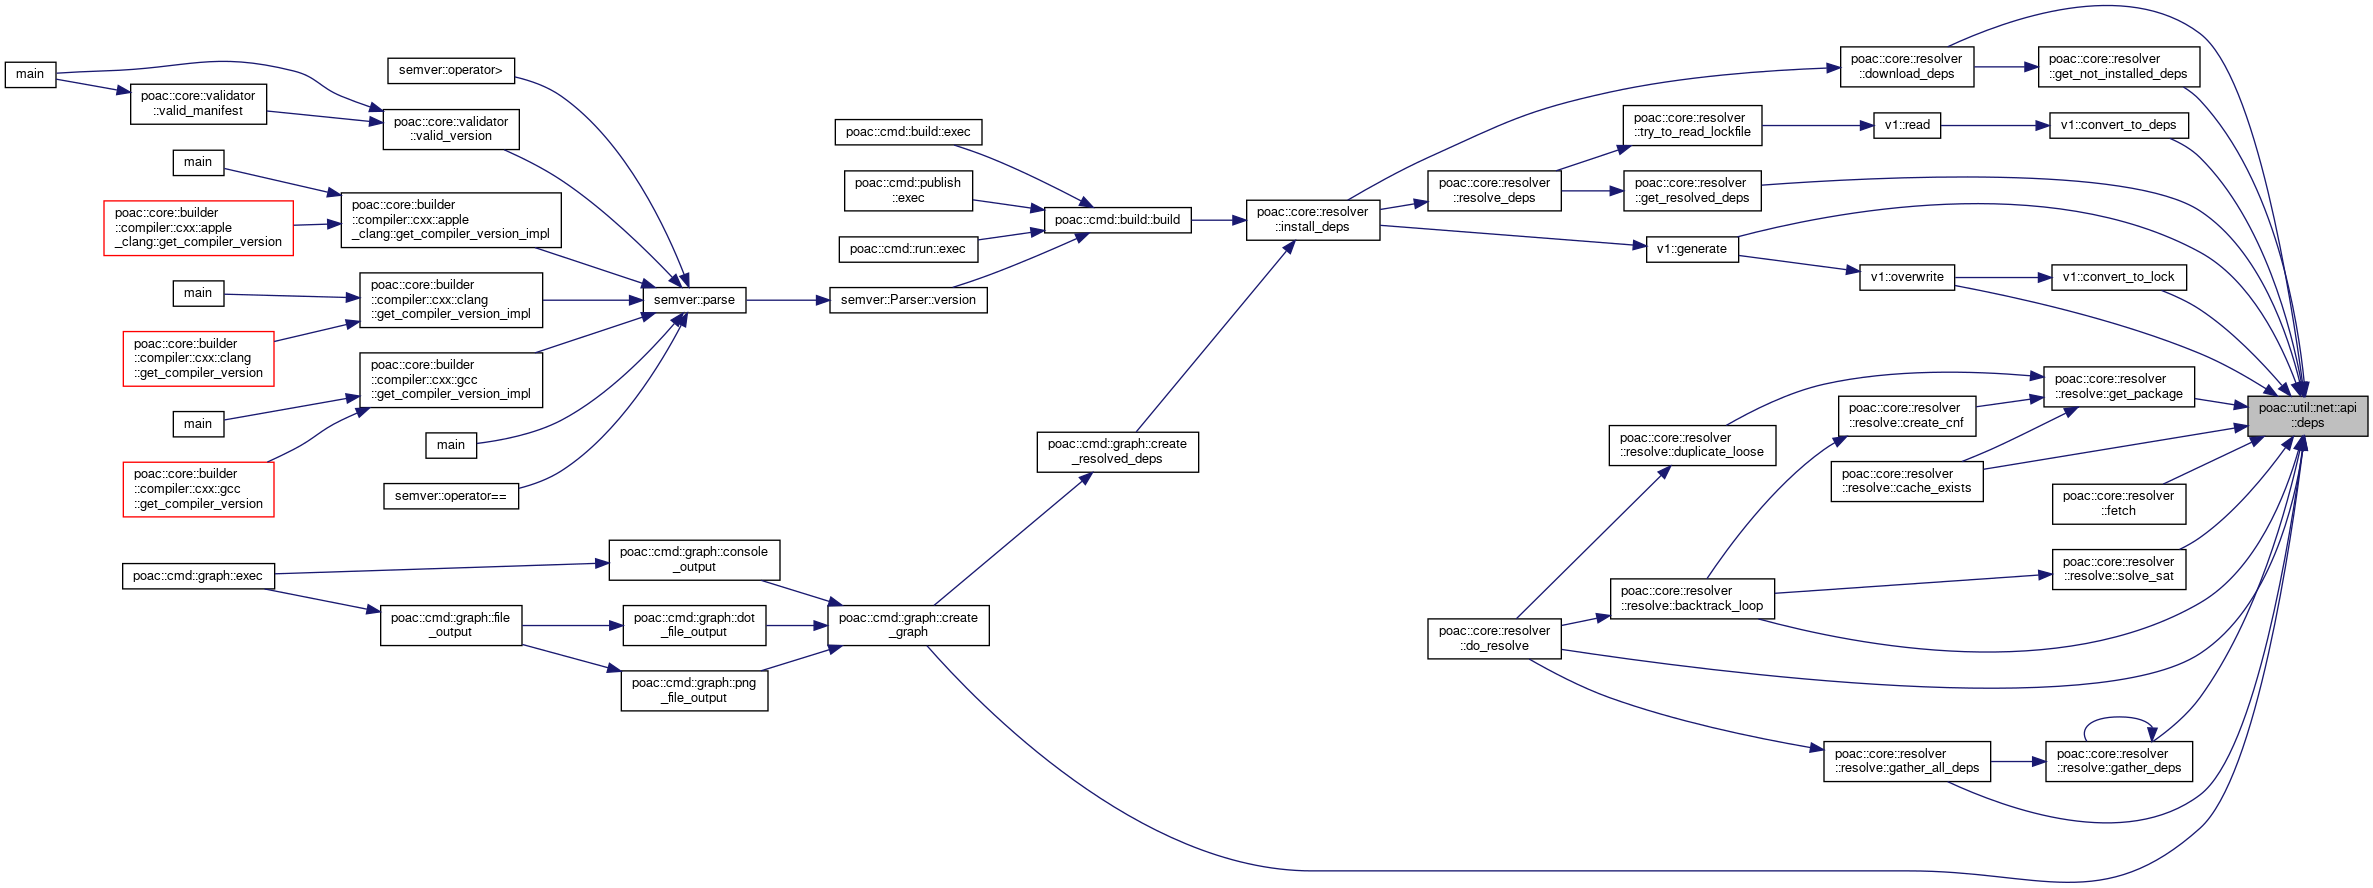 main
poac::core::validator
::valid_manifest
semver::operator>
poac::core::validator
::valid_version
main
poac::core::builder
::compiler::cxx::apple
_clang::get_compiler_version
poac::core::builder
::compiler::cxx::apple
_clang::get_compiler_version_impl
main
poac::core::builder
::compiler::cxx::clang
::get_compiler_version
poac::core::builder
::compiler::cxx::clang
::get_compiler_version_impl
main
poac::core::builder
::compiler::cxx::gcc
::get_compiler_version
poac::core::builder
::compiler::cxx::gcc
::get_compiler_version_impl
main
semver::operator==
semver::parse
poac::cmd::build::exec
poac::cmd::publish
::exec
poac::cmd::run::exec
semver::Parser::version
poac::cmd::build::build
poac::core::resolver
::install_deps
poac::cmd::graph::create
_resolved_deps
poac::cmd::graph::exec
poac::cmd::graph::file
_output
poac::cmd::graph::console
_output
poac::cmd::graph::dot
_file_output
poac::cmd::graph::png
_file_output
poac::cmd::graph::create
_graph
poac::core::resolver
::download_deps
poac::core::resolver
::get_not_installed_deps
poac::core::resolver
::try_to_read_lockfile
v1::read
v1::convert_to_deps
poac::core::resolver
::resolve_deps
poac::core::resolver
::get_resolved_deps
v1::generate
v1::overwrite
v1::convert_to_lock
poac::core::resolver
::resolve::get_package
poac::core::resolver
::resolve::create_cnf
poac::core::resolver
::resolve::duplicate_loose
poac::core::resolver
::resolve::cache_exists
poac::core::resolver
::fetch
poac::core::resolver
::resolve::solve_sat
poac::core::resolver
::resolve::backtrack_loop
poac::core::resolver
::do_resolve
poac::core::resolver
::resolve::gather_all_deps
poac::core::resolver
::resolve::gather_deps
poac::util::net::api
::deps